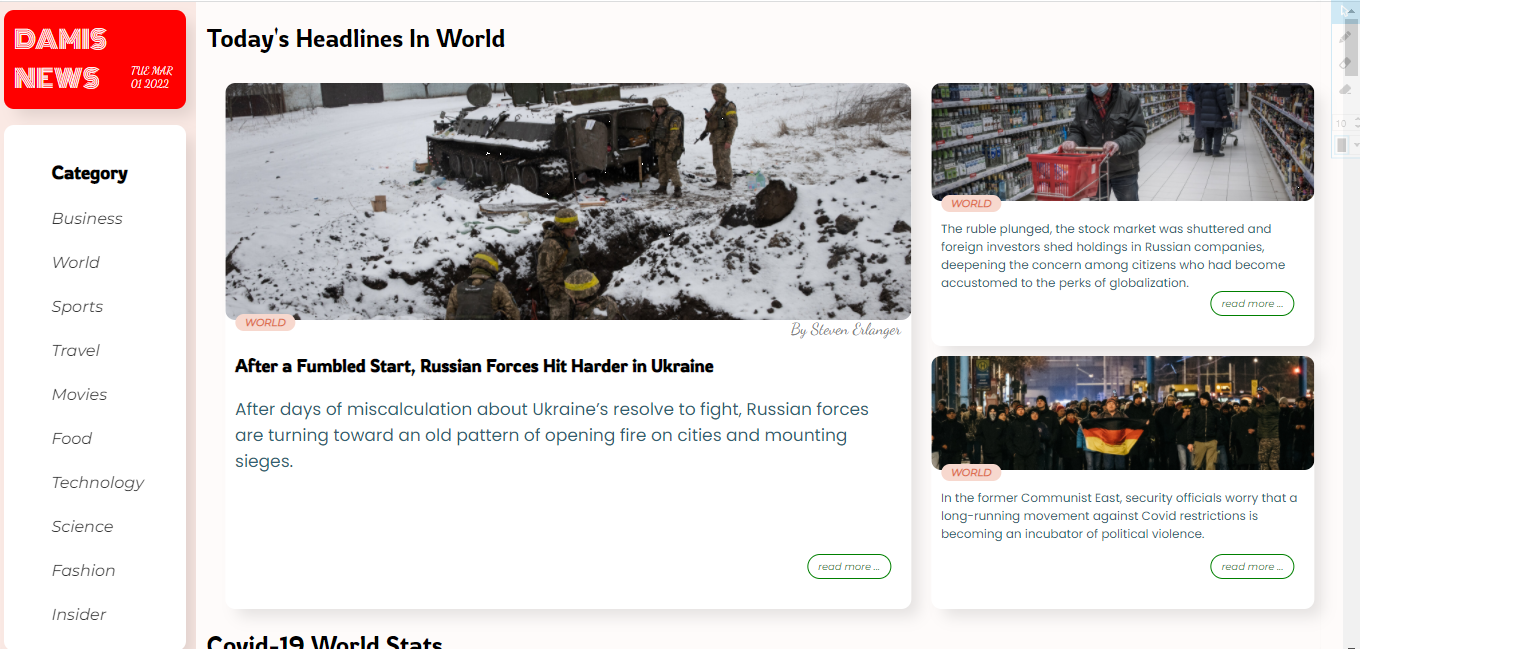 DAMIS
NEWS
TUE MAR
01 2022
Category
Business
World
Sports
Travel
Movies
Food
Technology
Science
Fashion
Insider
Today's Headlines In World
WORLD
By Steven Erlanger
After a Fumbled Start, Russian Forces Hit Harder in Ukraine
After days of miscalculation about Ukraine’s resolve to fight, Russian forces
are turning toward an old pattern of opening fire on cities and mounting
sieges.
read more ...
WORLD
The ruble plunged, the stock market was shuttered and
foreign investors shed holdings in Russian companies,
deepening the concern among citizens who had become
accustomed to the perks of globalization.
read more ...
WORLD
In the former Communist East, security officials worry that a
long-running movement against Covid restrictions is
becoming an incubator of political violence.
read more ...
Covid-19 World Stats
10